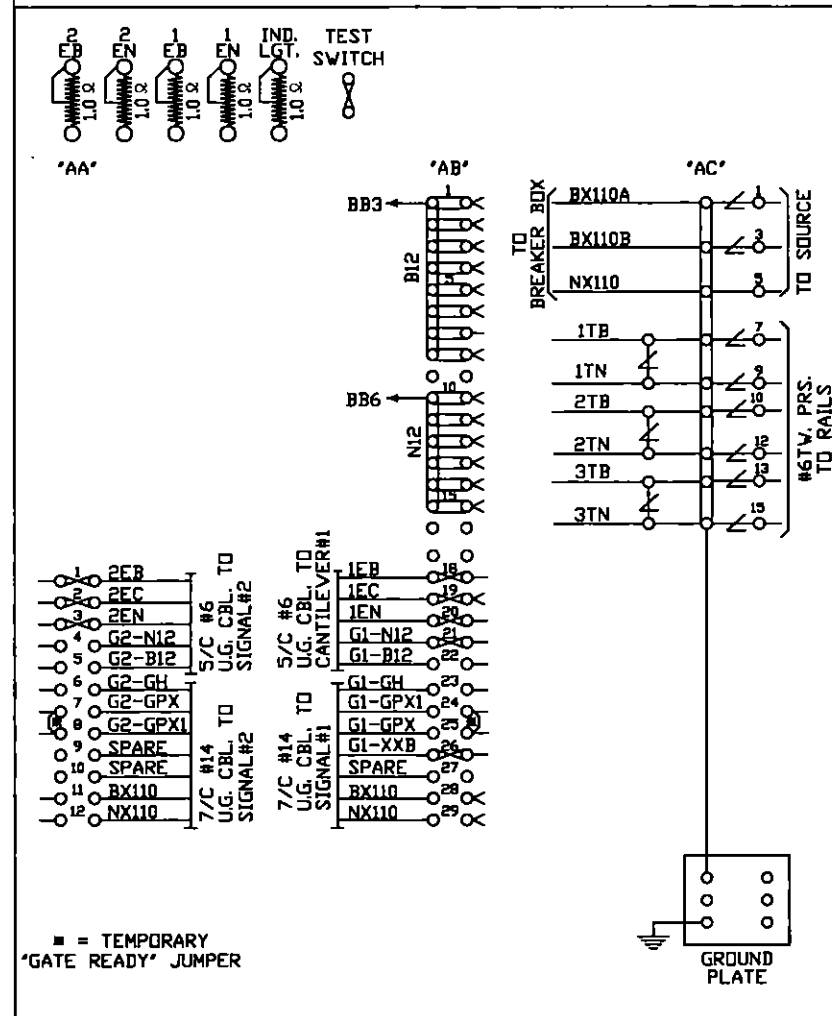 2 EB
2 EN
1 EB
1 EN
IND. LGT.
TEST SWITCH
1.0 Ω
1.0 Ω
1.0 Ω
1.0 Ω
1.0 Ω
"AA"
"AB"
"AC"
BB3
1
B12
5
10
BB6
N12
15
TO BREAKER BOX
BX110A
1
BX110B
3
NX110
5
TO SOURCE
1TB
7
1TN
9
2TB
10
2TN
12
3TB
13
3TN
15
#6TW. PRS. TO RAILS
1 2EB
2 2EC
3 2EN
4 G2-N12
5 G2-B12
5/C #6 U.G. CBL. TO SIGNAL#2
6 G2-GH
7 G2-GPX
8 G2-GPX1
9 SPARE
10 SPARE
11 BX110
12 NX110
7/C #14 U.G. CBL. TO SIGNAL#2
5/C #6 U.G. CBL. TO CANTILEVER#1
1EB 18
1EC 19
1EN 20
G1-N12 21
G1-B12 22
7/C #14 U.G. CBL. TO SIGNAL#1
G1-GH 23
G1-GPX1 24
G1-GPX 25
G1-XXB 26
SPARE 27
BX110 28
NX110 29
■ = TEMPORARY
"GATE READY" JUMPER
GROUND
PLATE